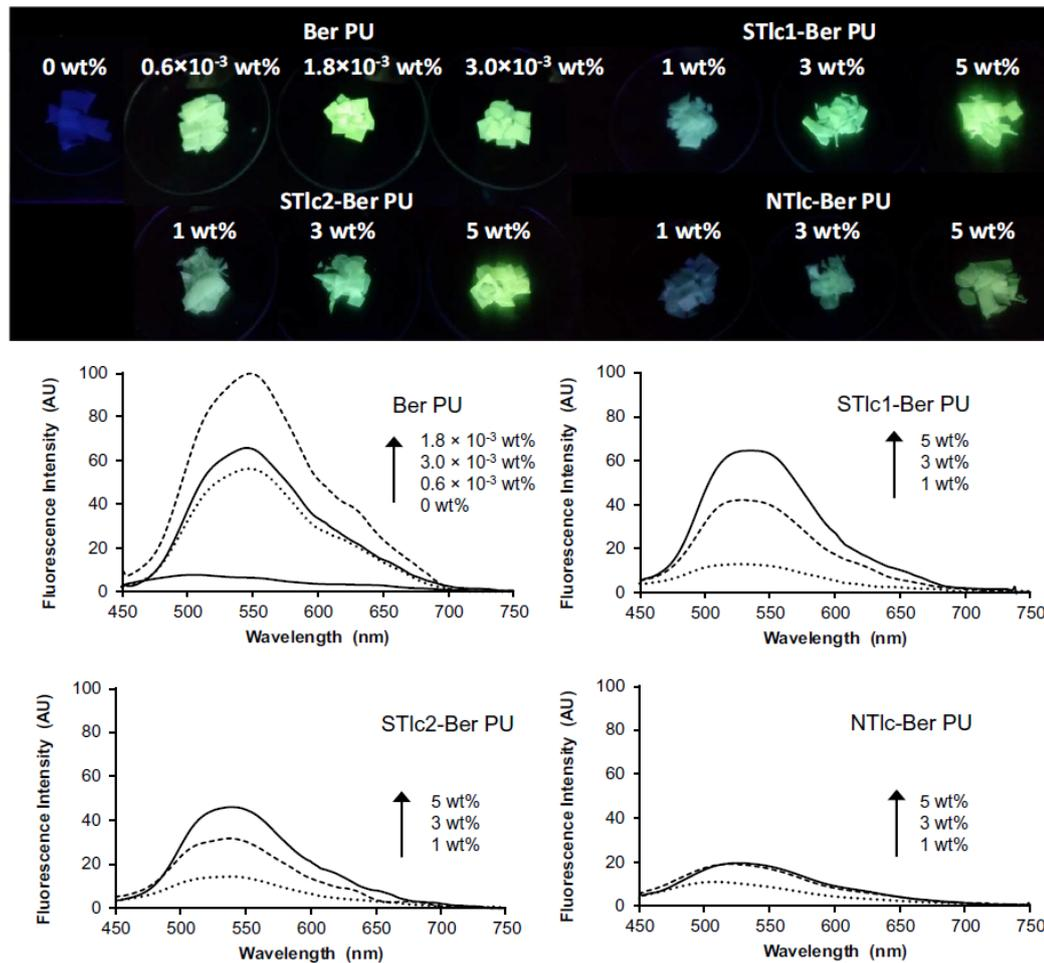 Ber PU
STlc1-Ber PU
0 wt%
0.6×10⁻³ wt%
1.8×10⁻³ wt%
3.0×10⁻³ wt%
1 wt%
3 wt%
5 wt%
STlc2-Ber PU
NTlc-Ber PU
1 wt%
3 wt%
5 wt%
1 wt%
3 wt%
5 wt%
Fluorescence Intensity (AU)
100
80
60
40
20
0
Ber PU
1.8 × 10⁻³ wt%
3.0 × 10⁻³ wt%
0.6 × 10⁻³ wt%
0 wt%
450 500 550 600 650 700 750
Wavelength (nm)
Fluorescence Intensity (AU)
100
80
60
40
20
0
STlc1-Ber PU
5 wt%
3 wt%
1 wt%
450 500 550 600 650 700 750
Wavelength (nm)
Fluorescence Intensity (AU)
100
80
60
40
20
0
STlc2-Ber PU
5 wt%
3 wt%
1 wt%
450 500 550 600 650 700 750
Wavelength (nm)
Fluorescence Intensity (AU)
100
80
60
40
20
0
NTlc-Ber PU
5 wt%
3 wt%
1 wt%
450 500 550 600 650 700 750
Wavelength (nm)